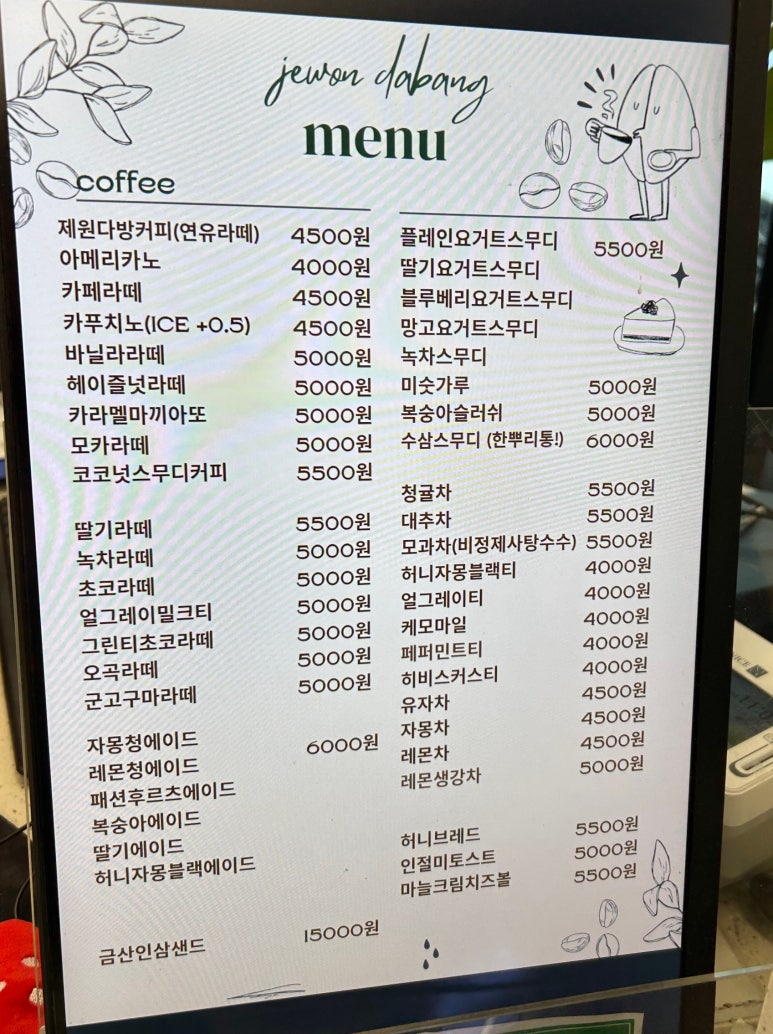 jewon dabang
menu
coffee
제원다방커피(연유라떼) 4500원
아메리카노 4000원
카페라떼 4500원
카푸치노(ICE +0.5) 4500원
바닐라라떼 5000원
헤이즐넛라떼 5000원
카라멜마끼아또 5000원
모카라떼 5000원
코코넛스무디커피 5500원
딸기라떼 5500원
녹차라떼 5000원
초코라떼 5000원
얼그레이밀크티 5000원
그린티초코라떼 5000원
오곡라떼 5000원
군고구마라떼 5000원
자몽청에이드 6000원
레몬청에이드
패션후르츠에이드
복숭아에이드
딸기에이드
허니자몽블랙에이드
금산인삼샌드 15000원
플레인요거트스무디 5500원
딸기요거트스무디
블루베리요거트스무디
망고요거트스무디
녹차스무디
미숫가루 5000원
복숭아슬러쉬 5000원
수삼스무디 (한뿌리통!) 6000원
청귤차 5500원
대추차 5500원
모과차(비정제사탕수수) 5500원
허니자몽블랙티 4000원
얼그레이티 4000원
케모마일 4000원
페퍼민트티 4000원
히비스커스티 4000원
유자차 4500원
자몽차 4500원
레몬차 4500원
레몬생강차 5000원
허니브레드 5500원
인절미토스트 5000원
마늘크림치즈볼 5500원